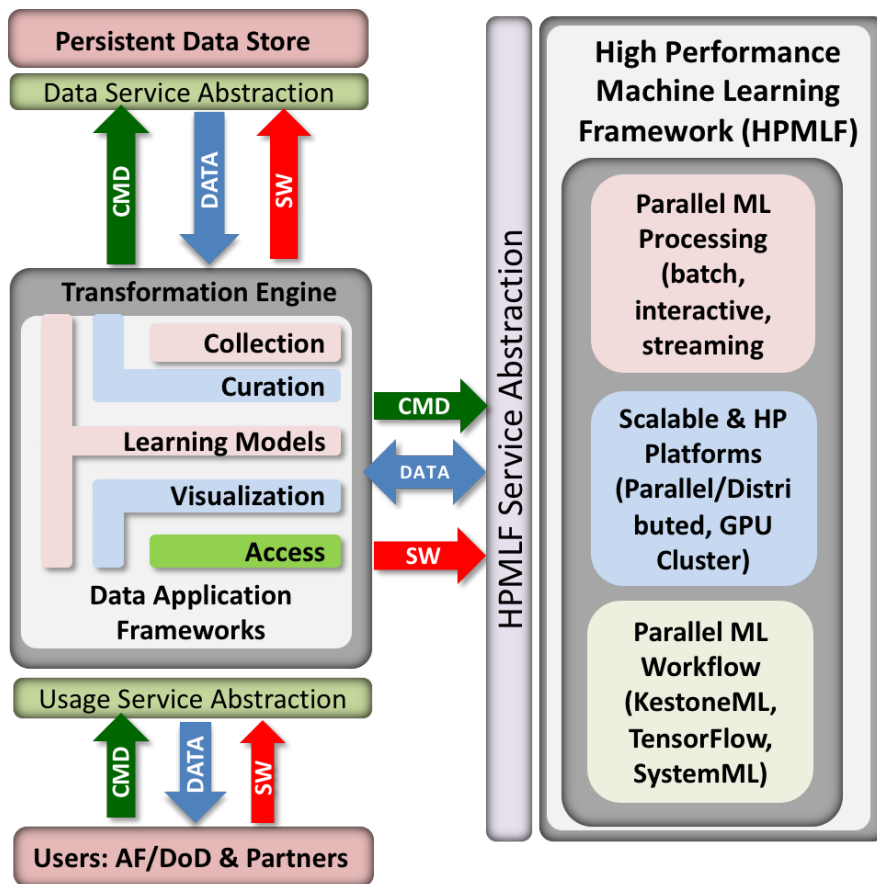 Persistent Data Store
Data Service Abstraction
CMD
DATA
SW
Transformation Engine
Collection
Curation
Learning Models
Visualization
Access
Data Application
Frameworks
CMD
DATA
SW
Usage Service Abstraction
CMD
DATA
SW
Users: AF/DoD & Partners
HPMLF Service Abstraction
High Performance
Machine Learning
Framework (HPMLF)
Parallel ML
Processing
(batch,
interactive,
streaming
Scalable & HP
Platforms
(Parallel/Distri
buted, GPU
Cluster)
Parallel ML
Workflow
(KestoneML,
TensorFlow,
SystemML)